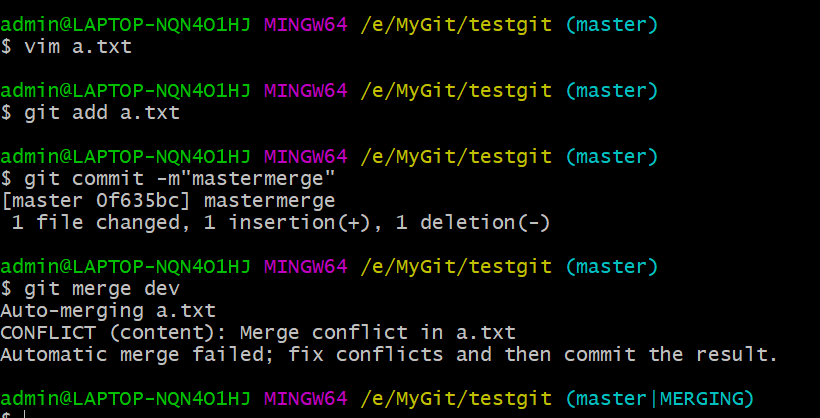 admin@LAPTOP-NQN4O1HJ MINGW64 /e/MyGit/testgit (master)
$ vim a.txt
admin@LAPTOP-NQN4O1HJ MINGW64 /e/MyGit/testgit (master)
$ git add a.txt
admin@LAPTOP-NQN4O1HJ MINGW64 /e/MyGit/testgit (master)
$ git commit -m"mastermerge"
[master 0f635bc] mastermerge
 1 file changed, 1 insertion(+), 1 deletion(-)
admin@LAPTOP-NQN4O1HJ MINGW64 /e/MyGit/testgit (master)
$ git merge dev
Auto-merging a.txt
CONFLICT (content): Merge conflict in a.txt
Automatic merge failed; fix conflicts and then commit the result.
admin@LAPTOP-NQN4O1HJ MINGW64 /e/MyGit/testgit (master|MERGING)
$